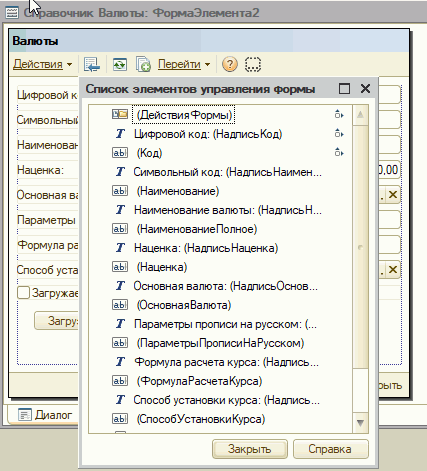 Справочник Валюты: ФормаЭлемента2
Валюты
Действия Перейти
Список элементов управления формы
(ДействияФормы)
Цифровой ко
Цифровой код: (НадписьКод)
(Код)
Символьный
Символьный код: (НадписьНаимен...
Наименован
(Наименование)
Наименование валюты: (НадписьН...
Наценка:
(НаименованиеПолное)
0,00
Основная ва
Наценка: (НадписьНаценка)
(Наценка)
Параметры
Основная валюта: (НадписьОснов...
Формула ра
(ОсновнаяВалюта)
Способ устан
Параметры прописи на русском: (...
Загружае
(ПараметрыПрописиНаРусском)
Загру
Формула расчета курса: (Надпись...
(ФормулаРасчетаКурса)
рыть
Способ установки курса: (Надпись...
Диалог
(СпособУстановкиКурса)
Закрыть Справка